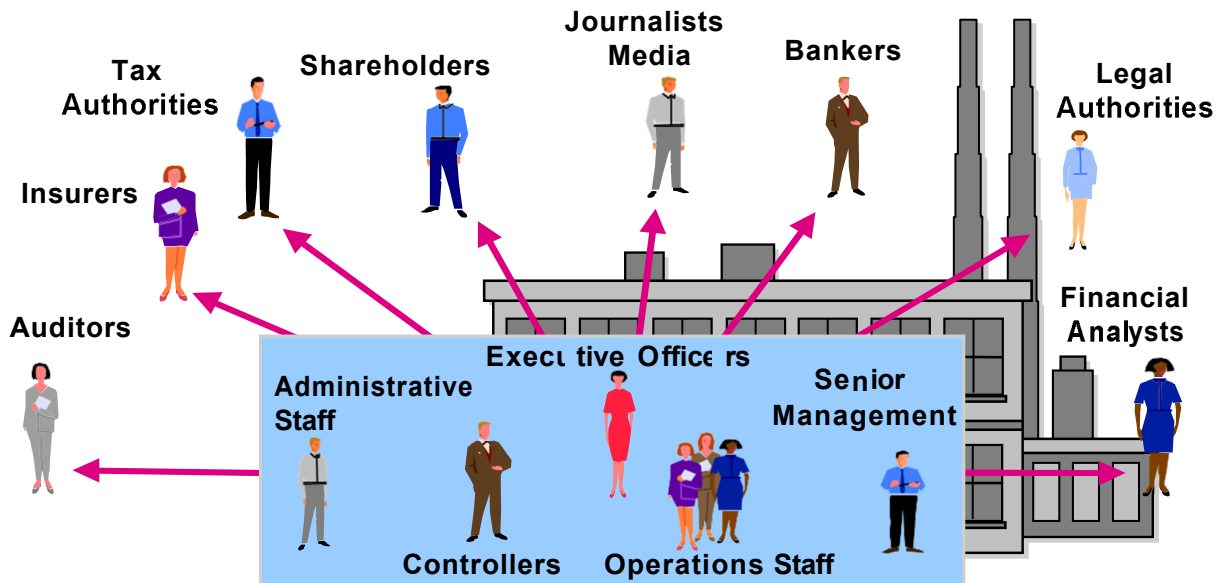 Journalists
Media
Bankers
Shareholders
Tax
Authorities
Legal
Authorities
Insurers
Financial
Analysts
Auditors
Executive Officers
Administrative
Staff
Senior
Management
Controllers
Operations Staff